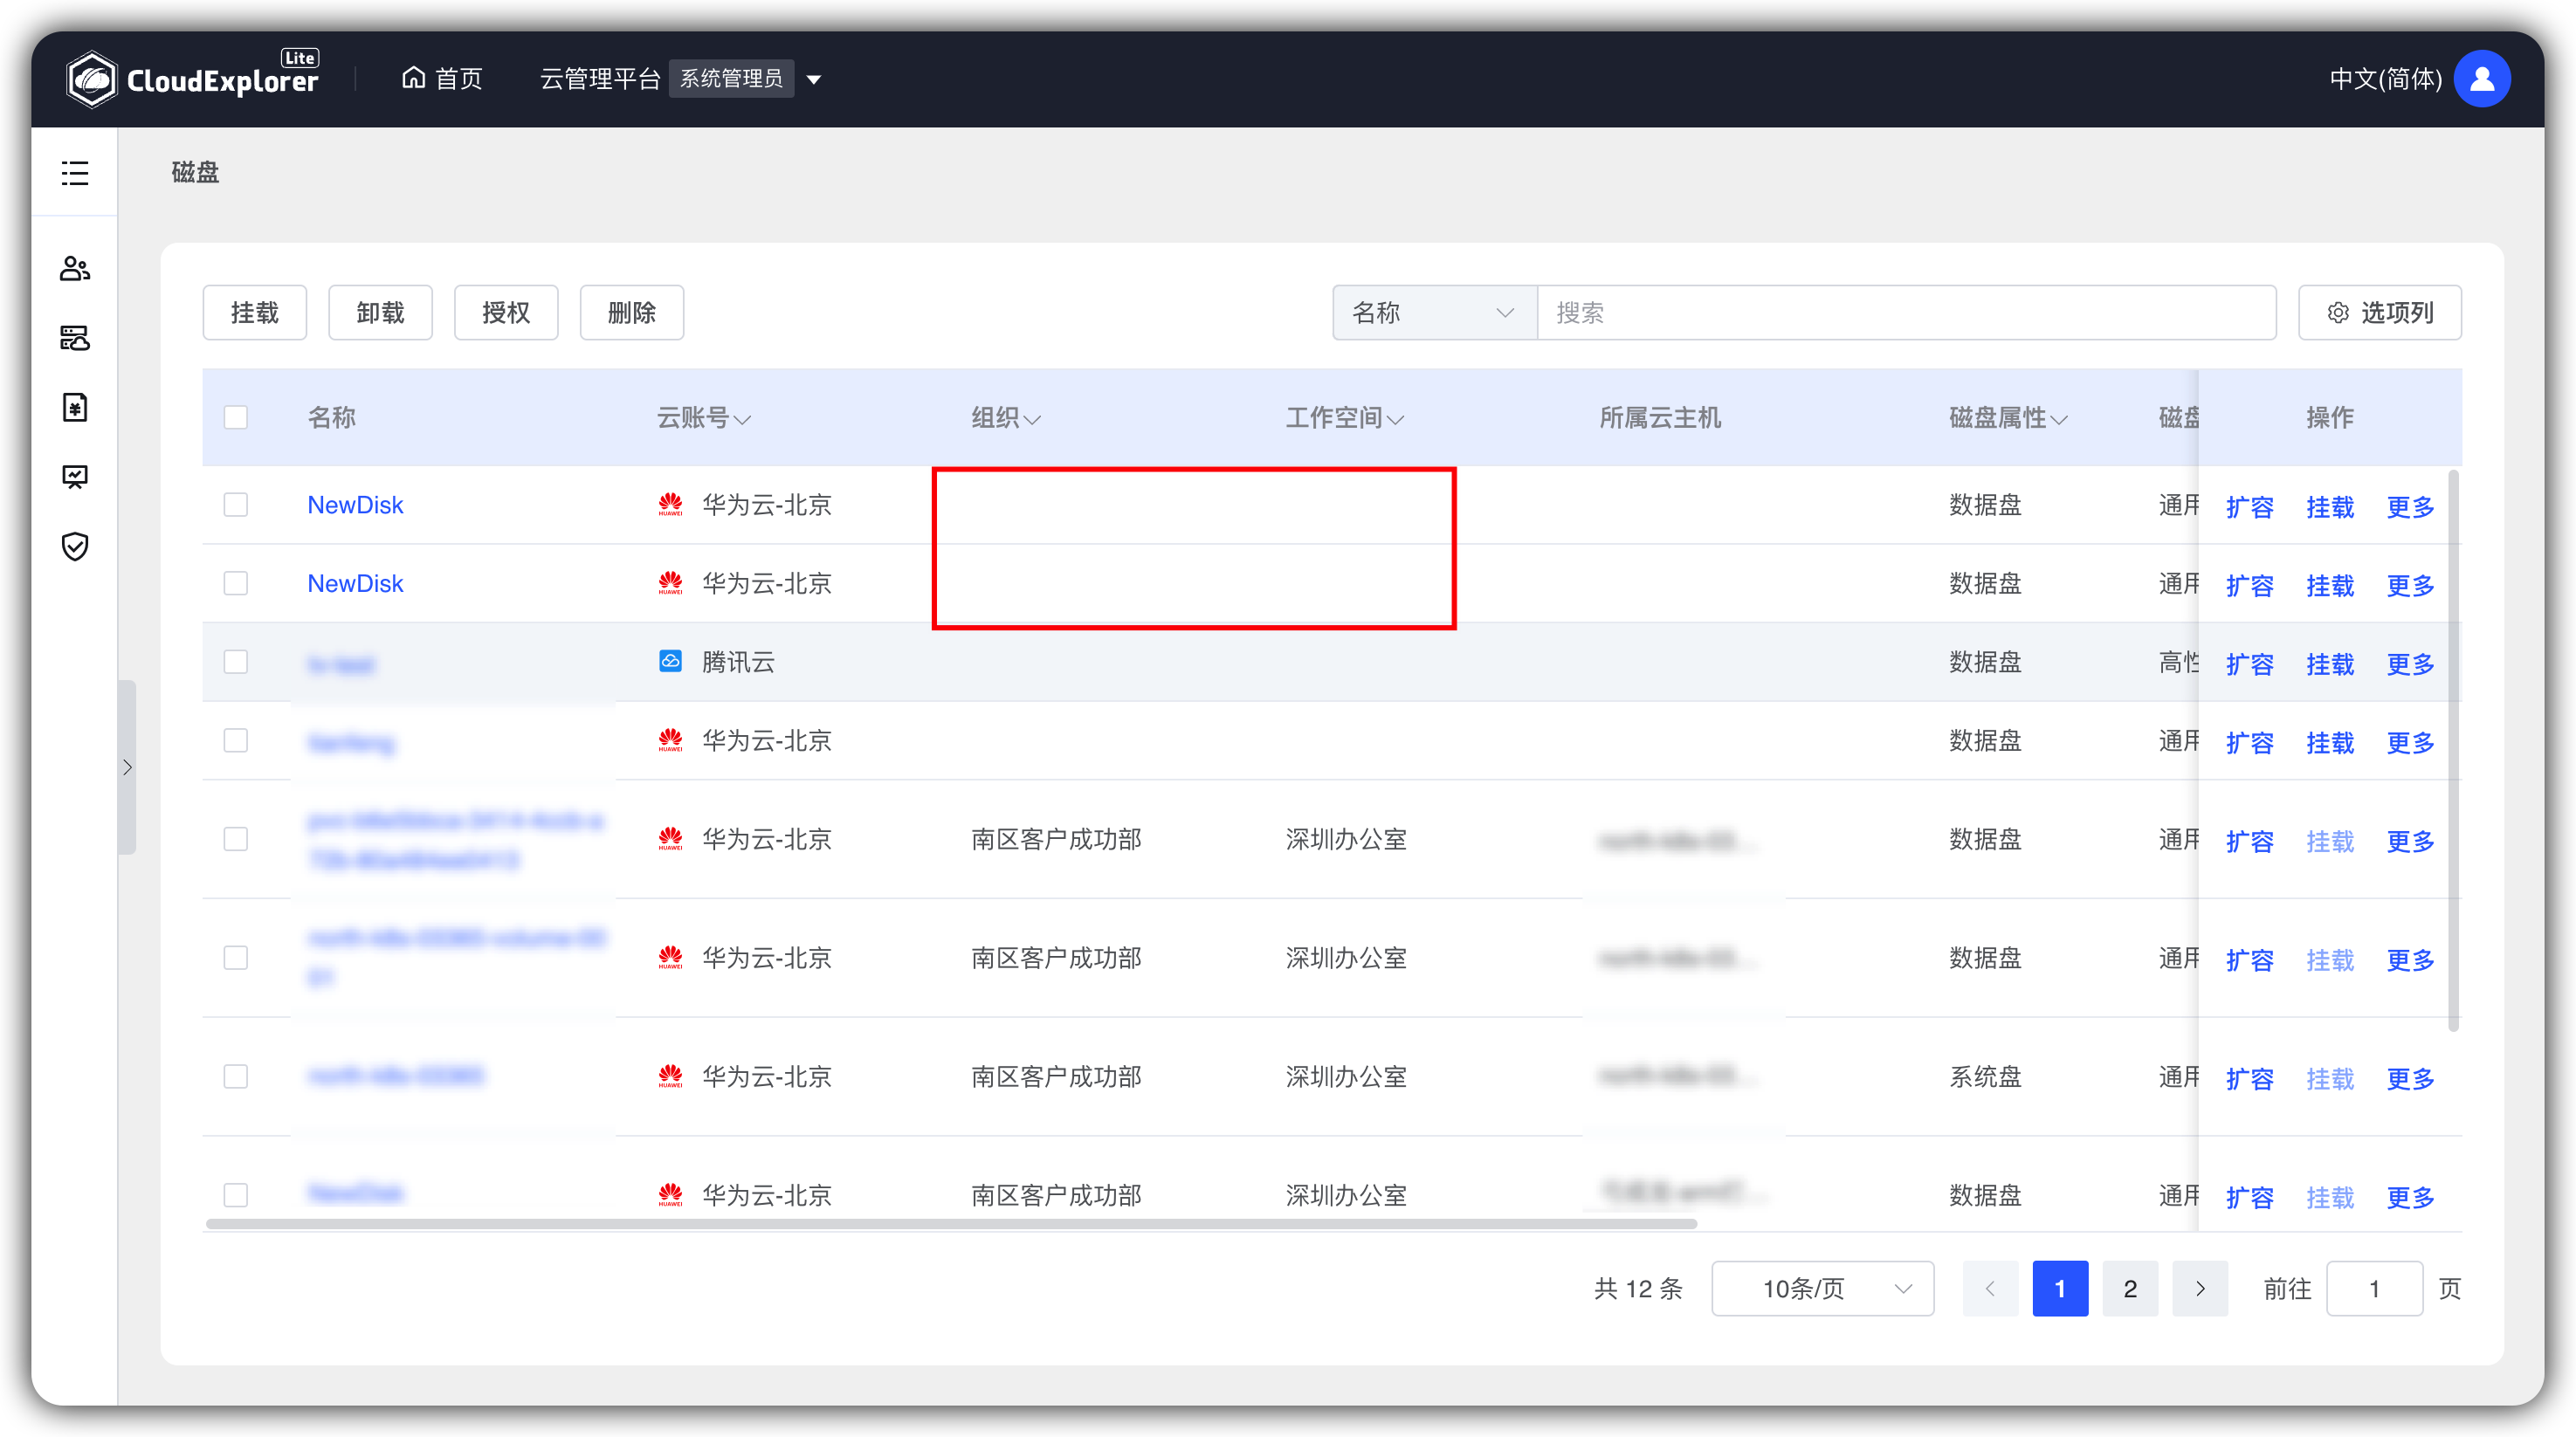 CloudExplorer Lite 首页 云管理平台 系统管理员 中文(简体)
磁盘
挂载 卸载 授权 删除 名称 搜索 选项列
名称 云账号 组织 工作空间 所属云主机 磁盘属性 磁盘 操作
NewDisk HUAWEI 华为云-北京 数据盘 通用 扩容 挂载 更多
NewDisk HUAWEI 华为云-北京 数据盘 通用 扩容 挂载 更多
腾讯云 数据盘 高性 扩容 挂载 更多
HUAWEI 华为云-北京 数据盘 通用 扩容 挂载 更多
HUAWEI 华为云-北京 南区客户成功部 深圳办公室 数据盘 通用 扩容 挂载 更多
HUAWEI 华为云-北京 南区客户成功部 深圳办公室 数据盘 通用 扩容 挂载 更多
HUAWEI 华为云-北京 南区客户成功部 深圳办公室 系统盘 通用 扩容 挂载 更多
HUAWEI 华为云-北京 南区客户成功部 深圳办公室 数据盘 通用 扩容 挂载 更多
共 12 条 10条/页 1 2 前往 1 页